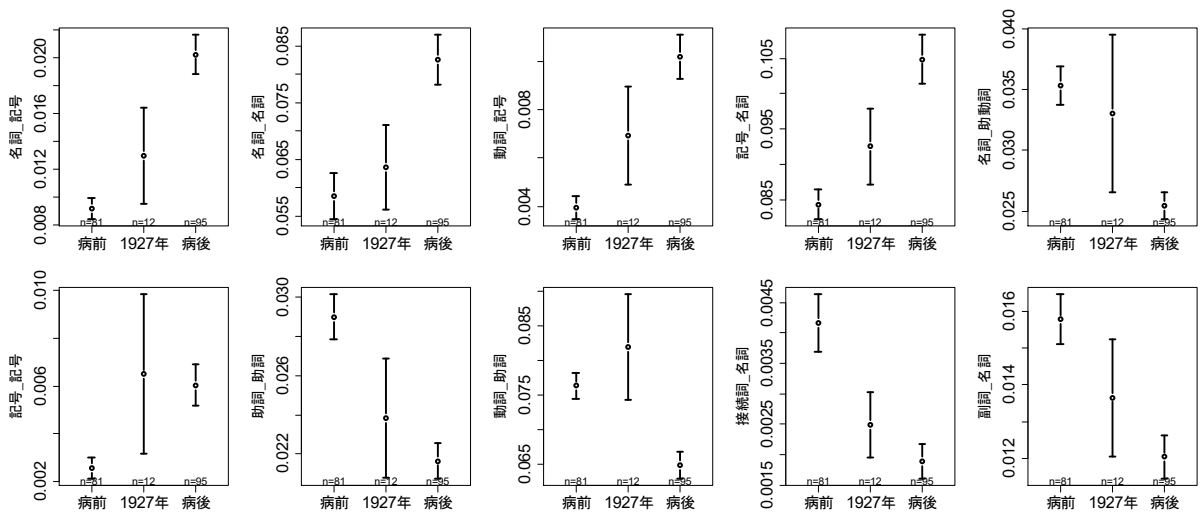 名詞_記号
0.020
0.016
0.012
0.008
n=81 n=12 n=95
病前 1927年 病後
名詞_名詞
0.085
0.075
0.065
0.055
n=81 n=12 n=95
病前 1927年 病後
動詞_記号
0.008
0.004
n=81 n=12 n=95
病前 1927年 病後
記号_名詞
0.105
0.095
0.085
n=81 n=12 n=95
病前 1927年 病後
名詞_助動詞
0.040
0.035
0.030
0.025
n=81 n=12 n=95
病前 1927年 病後
記号_記号
0.010
0.006
0.002
n=81 n=12 n=95
病前 1927年 病後
助詞_助詞
0.030
0.026
0.022
n=81 n=12 n=95
病前 1927年 病後
動詞_助詞
0.085
0.075
0.065
n=81 n=12 n=95
病前 1927年 病後
接続詞_名詞
0.0045
0.0035
0.0025
0.0015
n=81 n=12 n=95
病前 1927年 病後
副詞_名詞
0.016
0.014
0.012
n=81 n=12 n=95
病前 1927年 病後